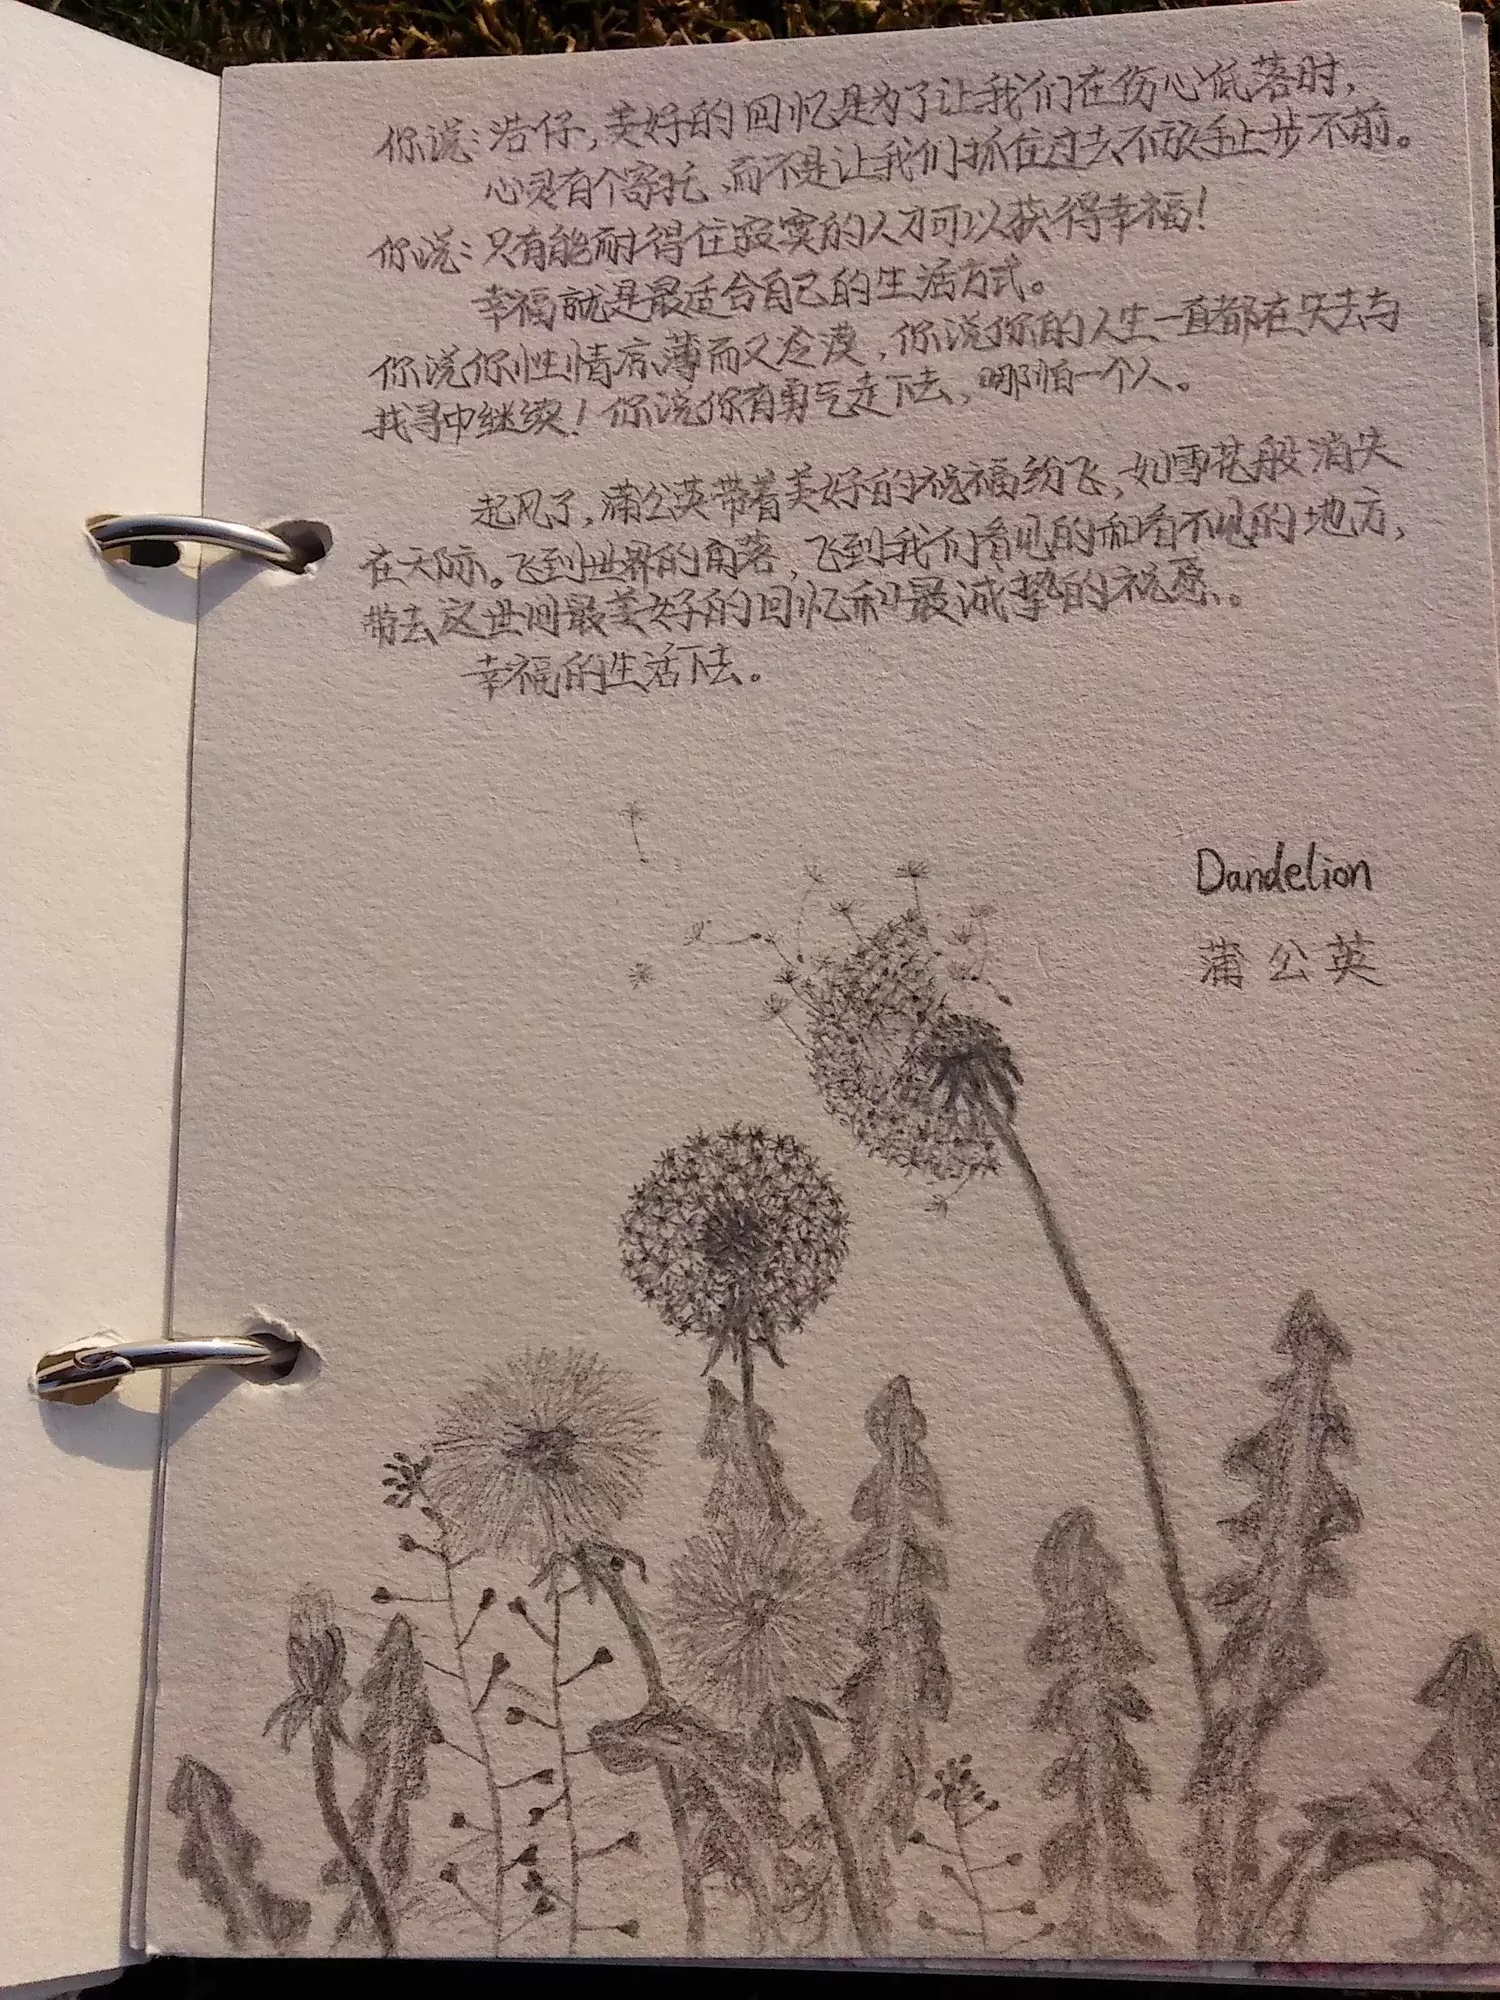 你说：浩仔，美好的回忆是为了让我们在伤心低落时，
心灵有个寄托，而不是让我们抓住过去不放手止步不前。
你说：只有能耐得住寂寞的人才可以获得幸福！
幸福就是最适合自己的生活方式。
你说你性情凉薄而又冷漠，你说你的人生一直都在失去与
找寻中继续！你说你有勇气走下去，哪怕一个人。
起风了，蒲公英带着美好的祝福纷飞，如雪花般消失
在天际。飞到世界的角落，飞到我们看见的和看不见的地方，
带去这世间最美好的回忆和最诚挚的祝愿。
幸福的生活下去。
Dandelion
蒲公英